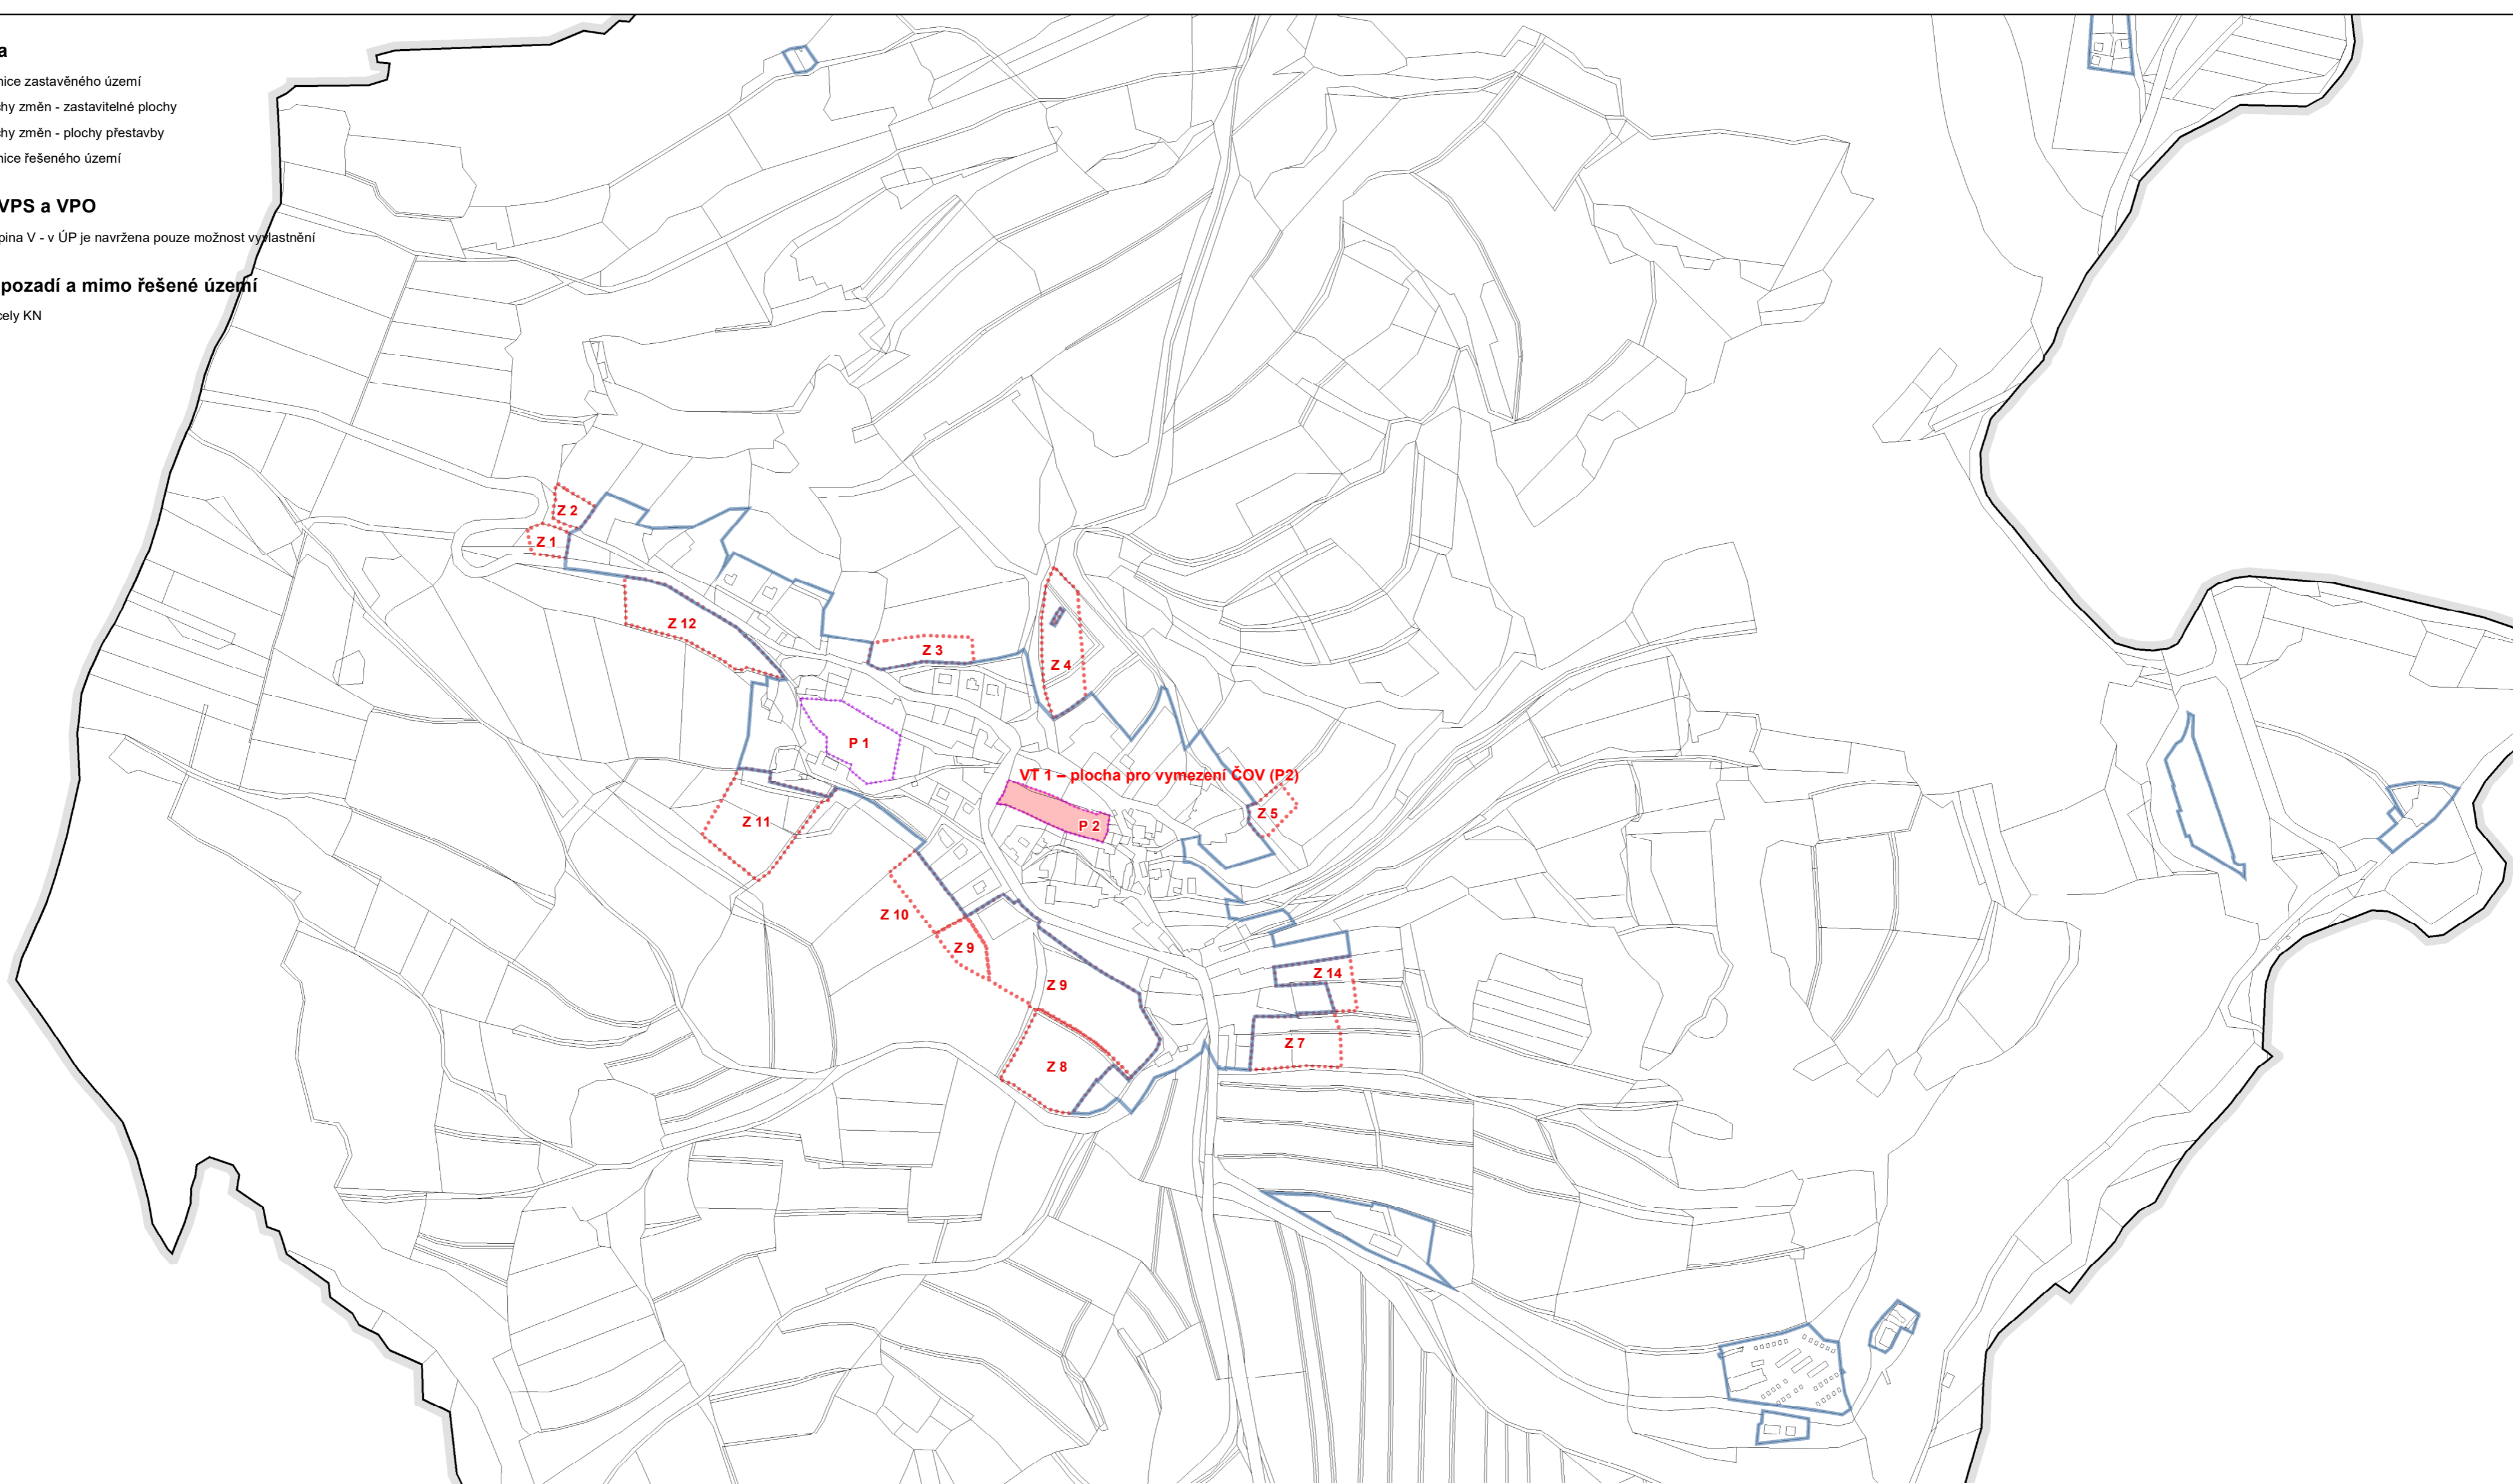 a
nice zastavěného území
chy změn - zastavitelné plochy
chy změn - plochy přestavby
nice řešeného území
VPS a VPO
pina V - v ÚP je navržena pouze možnost vyvlastnění
pozadí a mimo řešené území
cely KN
Z 2
Z 1
Z 12
Z 3
Z 4
P 1
VT 1 – plocha pro vymezení ČOV (P2)
Z 5
Z 11
P 2
Z 10
Z 9
Z 14
Z 9
Z 7
Z 8